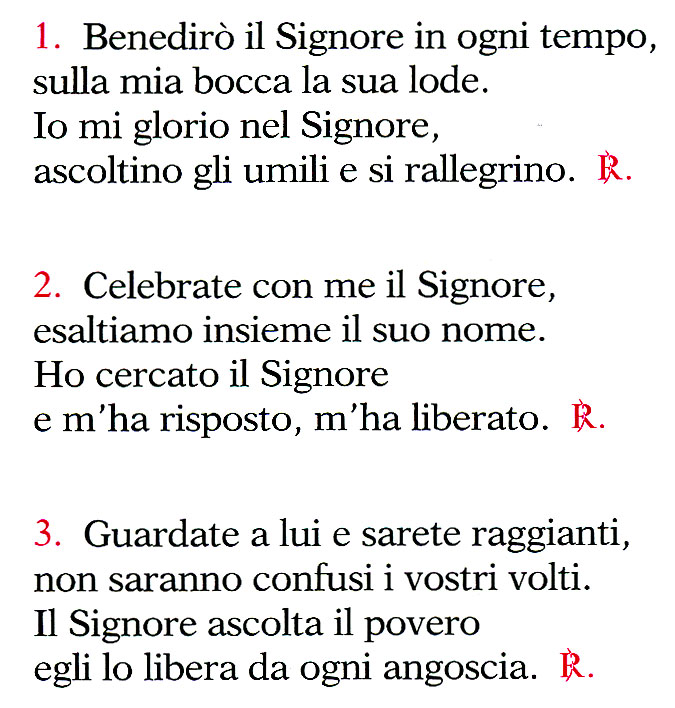 1. Benedirò il Signore in ogni tempo,
sulla mia bocca la sua lode.
Io mi glorio nel Signore,
ascoltino gli umili e si rallegrino. ℟.
2. Celebrate con me il Signore,
esaltiamo insieme il suo nome.
Ho cercato il Signore
e m’ha risposto, m’ha liberato. ℟.
3. Guardate a lui e sarete raggianti,
non saranno confusi i vostri volti.
Il Signore ascolta il povero
egli lo libera da ogni angoscia. ℟.